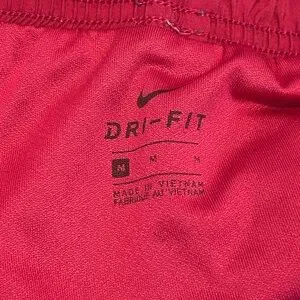 DRI-FIT
M M M
MADE IN VIETNAM
FABRIQUÉ AU VIETNAM